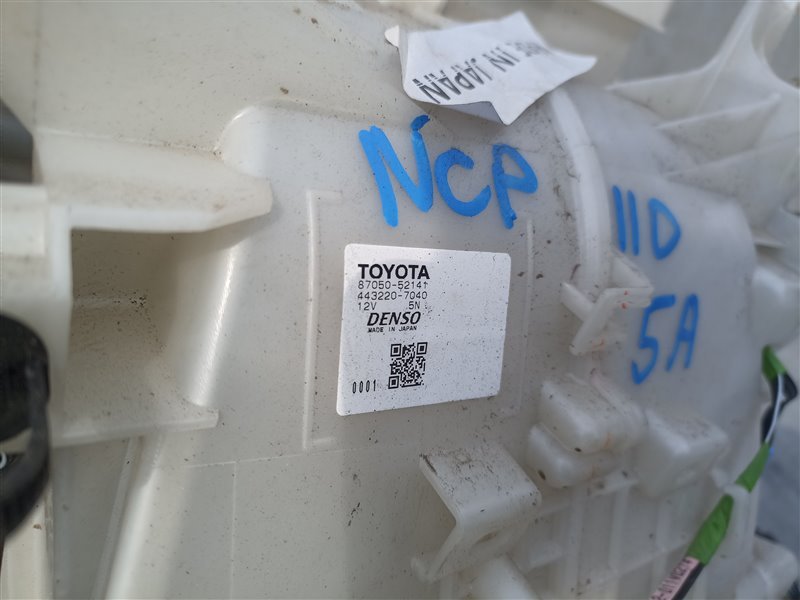 MADE IN JAPAN
NCP
110
5A
TOYOTA
87050-52141
443220-7040
12V 5N
DENSO
MADE IN JAPAN
0001